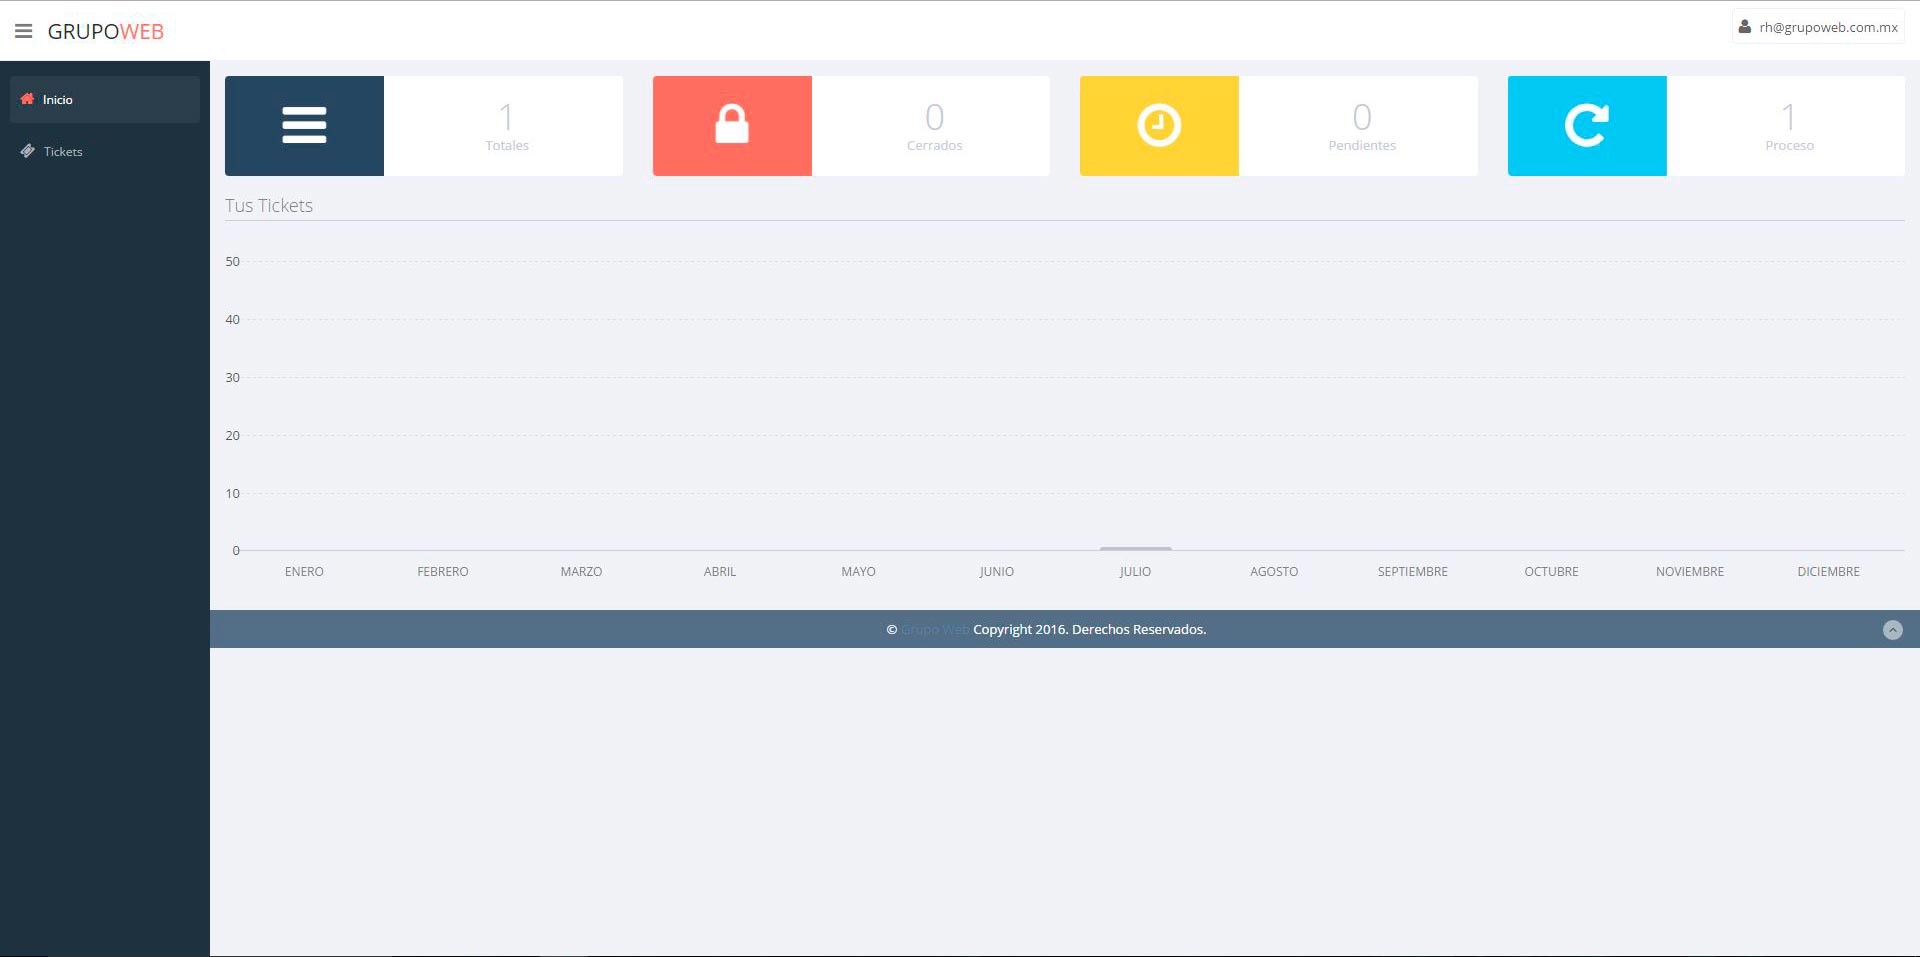 GRUPOWEB
rh@grupoweb.com.mx
Inicio
Tickets
1
Totales
0
Cerrados
0
Pendientes
1
Proceso
Tus Tickets
50
40
30
20
10
0
ENERO FEBRERO MARZO ABRIL MAYO JUNIO JULIO AGOSTO SEPTIEMBRE OCTUBRE NOVIEMBRE DICIEMBRE
© Grupo Web Copyright 2016. Derechos Reservados.